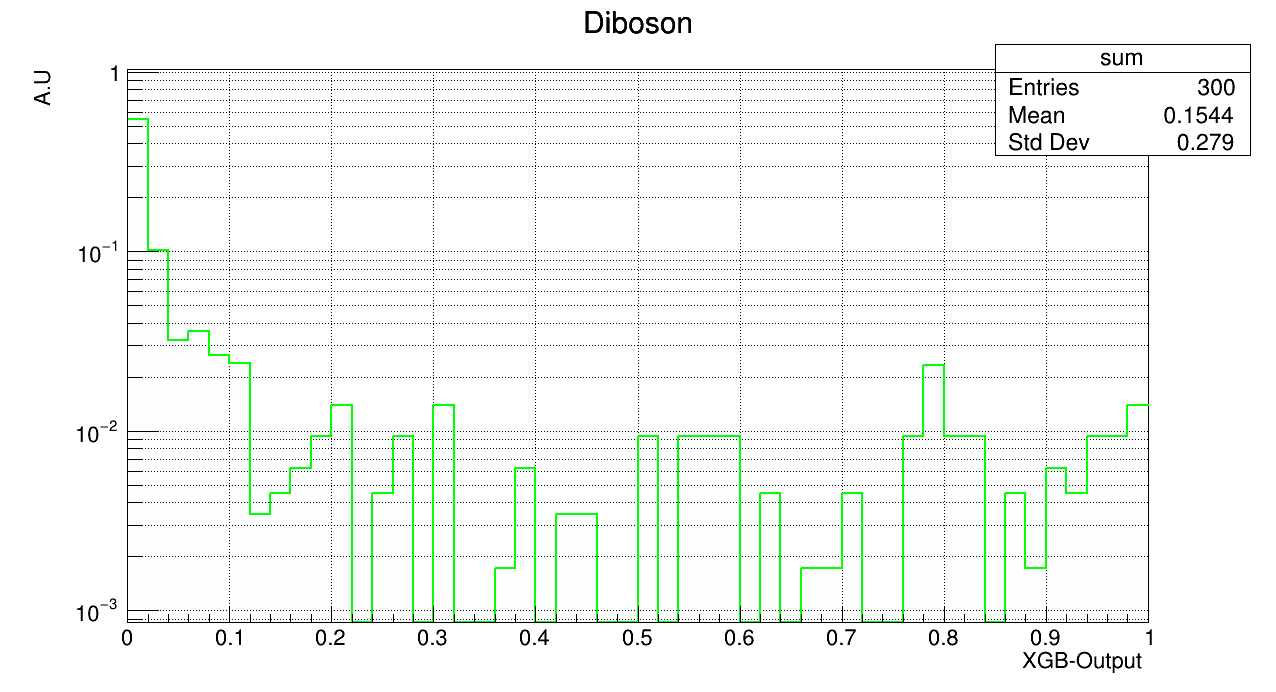 Diboson
sum
Entries 300
Mean 0.1544
Std Dev 0.279
A.U
1
10−1
10−2
10−3
0 0.1 0.2 0.3 0.4 0.5 0.6 0.7 0.8 0.9 1
XGB-Output